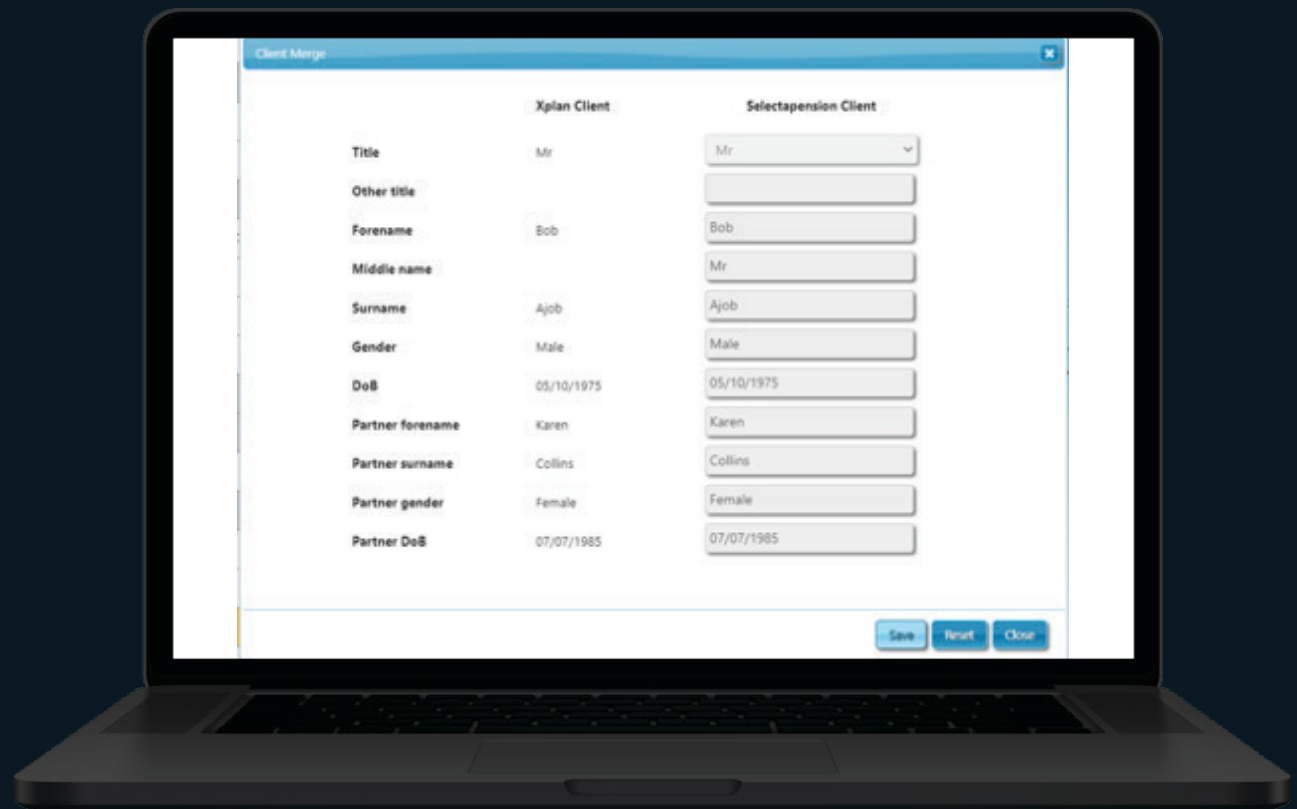 Client Merge
Xplan Client Selectapension Client
Title Mr Mr
Other title
Forename Bob Bob
Middle name Mr
Surname Ajob Ajob
Gender Male Male
DoB 05/10/1975 05/10/1975
Partner forename Karen Karen
Partner surname Collins Collins
Partner gender Female Female
Partner DoB 07/07/1985 07/07/1985
Save Reset Close